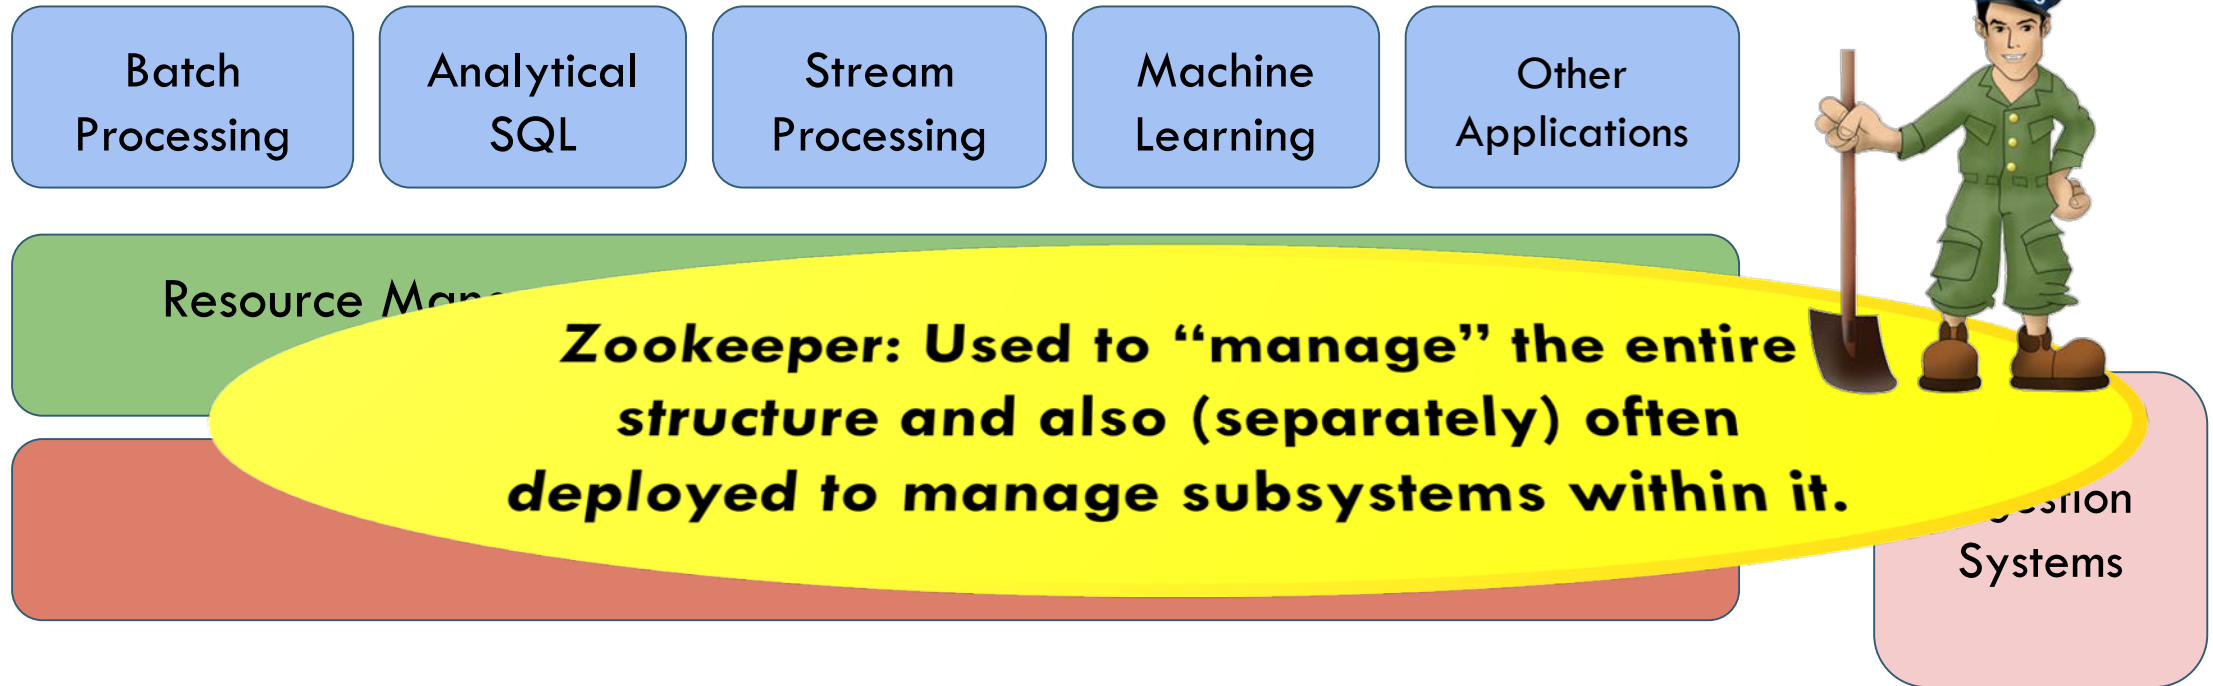 Batch
Processing
Analytical
SQL
Stream
Processing
Machine
Learning
Other
Applications
Resource
Zookeeper: Used to “manage” the entire
structure and also (separately) often
deployed to manage subsystems within it.
Systems